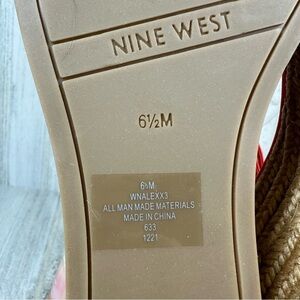 NINE WEST
6½M
6½M
WNALEXX3
ALL MAN MADE MATERIALS
MADE IN CHINA
633
1221